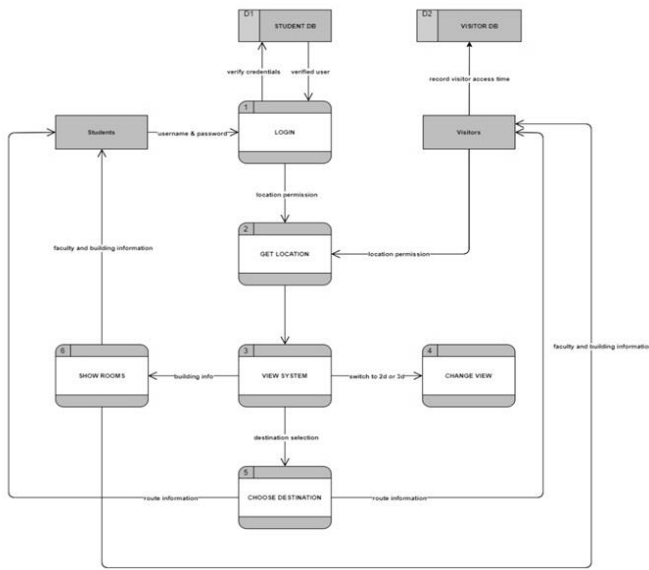 D1
STUDENT DB
D2
VISITOR DB
verify credentials
verified user
record visitor access time
1
LOGIN
Students
username & password
Visitors
location permission
2
GET LOCATION
faculty and building information
location permission
6
SHOW ROOMS
building info
3
VIEW SYSTEM
switch to 2d or 3d
4
CHANGE VIEW
faculty and building information
destination selection
5
CHOOSE DESTINATION
route information
route information